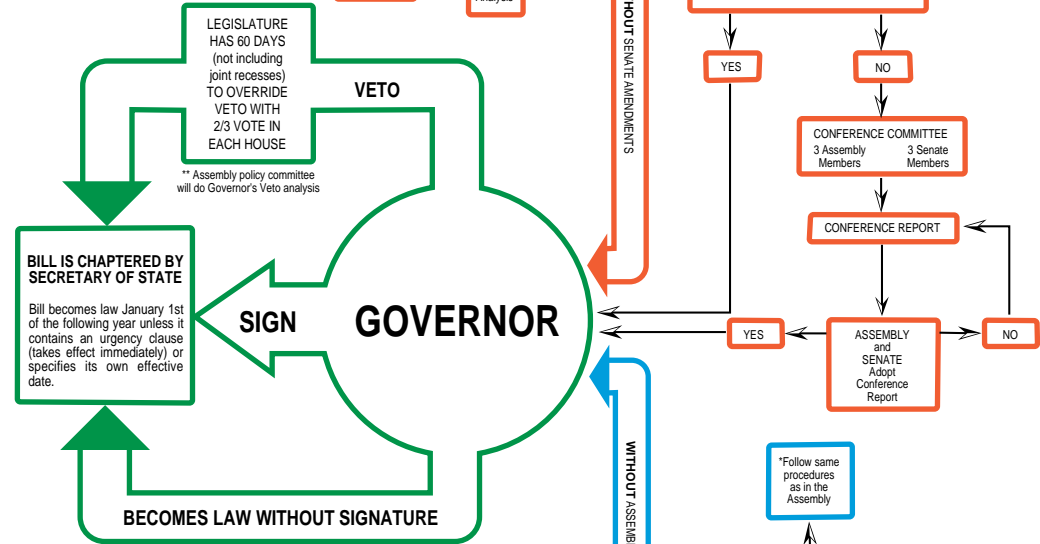 Analysis
LEGISLATURE
HAS 60 DAYS
(not including
joint recesses)
TO OVERRIDE
VETO WITH
2/3 VOTE IN
EACH HOUSE
VETO
** Assembly policy committee
will do Governor's Veto analysis
BILL IS CHAPTERED BY
SECRETARY OF STATE
Bill becomes law January 1st
of the following year unless it
contains an urgency clause
(takes effect immediately) or
specifies its own effective
date.
SIGN
GOVERNOR
BECOMES LAW WITHOUT SIGNATURE
SENATE AMENDMENTS
WITHOUT
YES
NO
CONFERENCE COMMITTEE
3 Assembly
Members
3 Senate
Members
CONFERENCE REPORT
YES
ASSEMBLY
and
SENATE
Adopt
Conference
Report
NO
*Follow same
procedures
as in the
Assembly